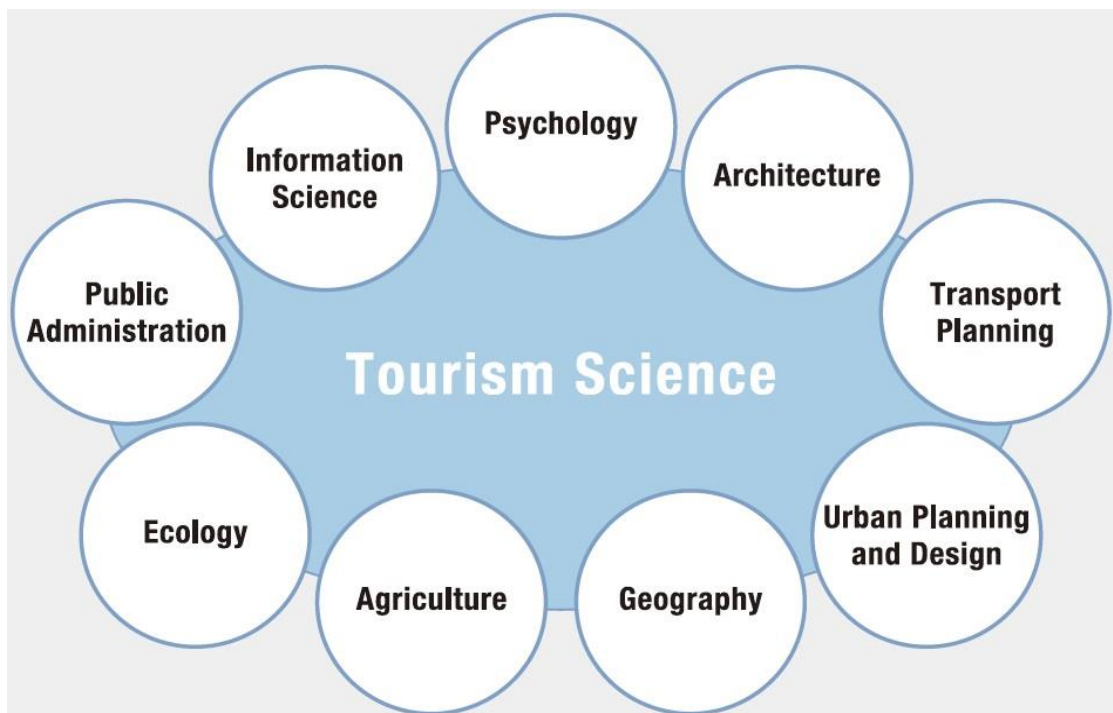 Psychology
Information
Science
Architecture
Public
Administration
Transport
Planning
Tourism Science
Ecology
Urban Planning
and Design
Agriculture
Geography